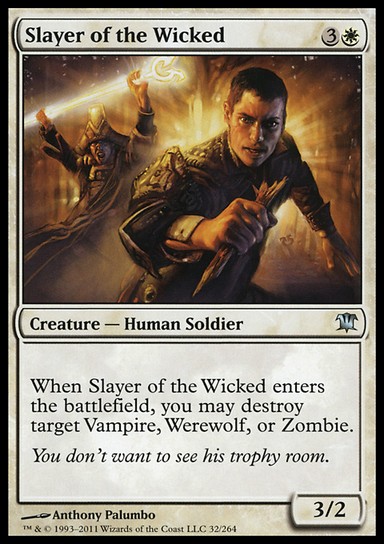 Slayer of the Wicked 3
Creature — Human Soldier
When Slayer of the Wicked enters
the battlefield, you may destroy
target Vampire, Werewolf, or Zombie.
You don't want to see his trophy room.
Anthony Palumbo
™ & © 1993–2011 Wizards of the Coast LLC 32/264
3/2